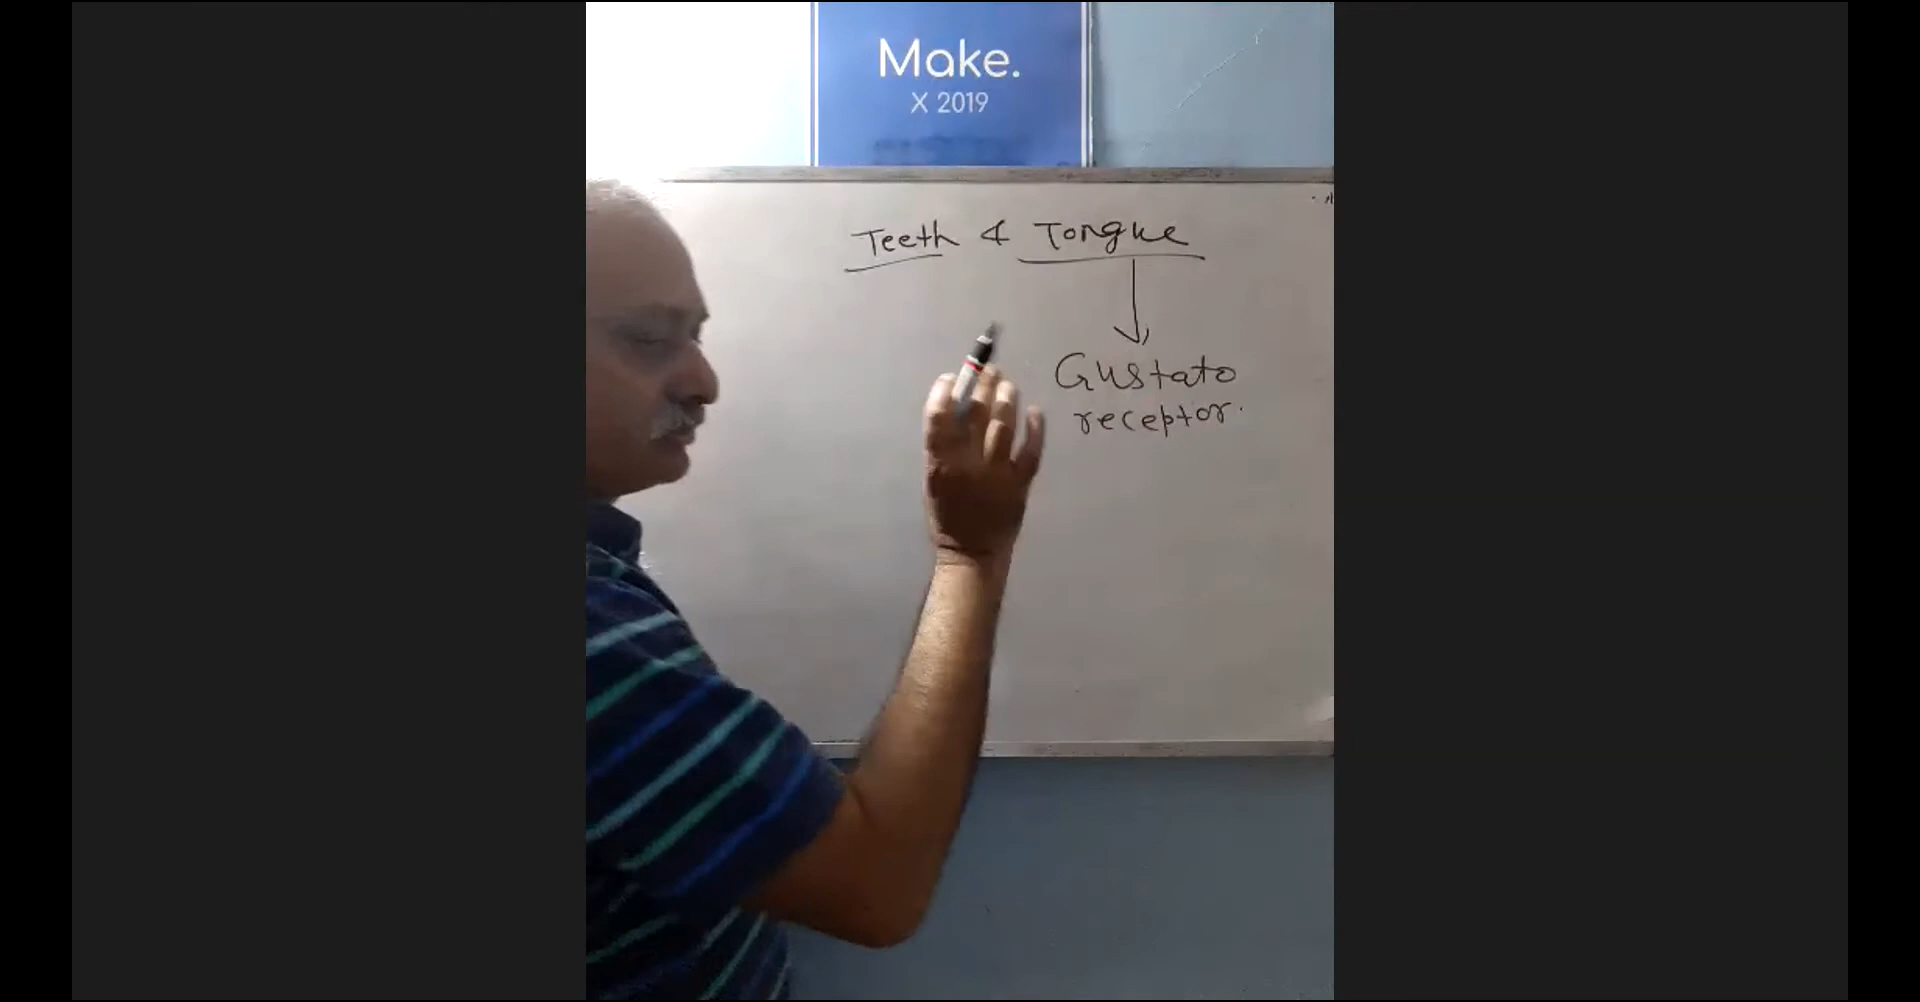 Make.
X 2019
Teeth & Tongue
Gustato
receptor.